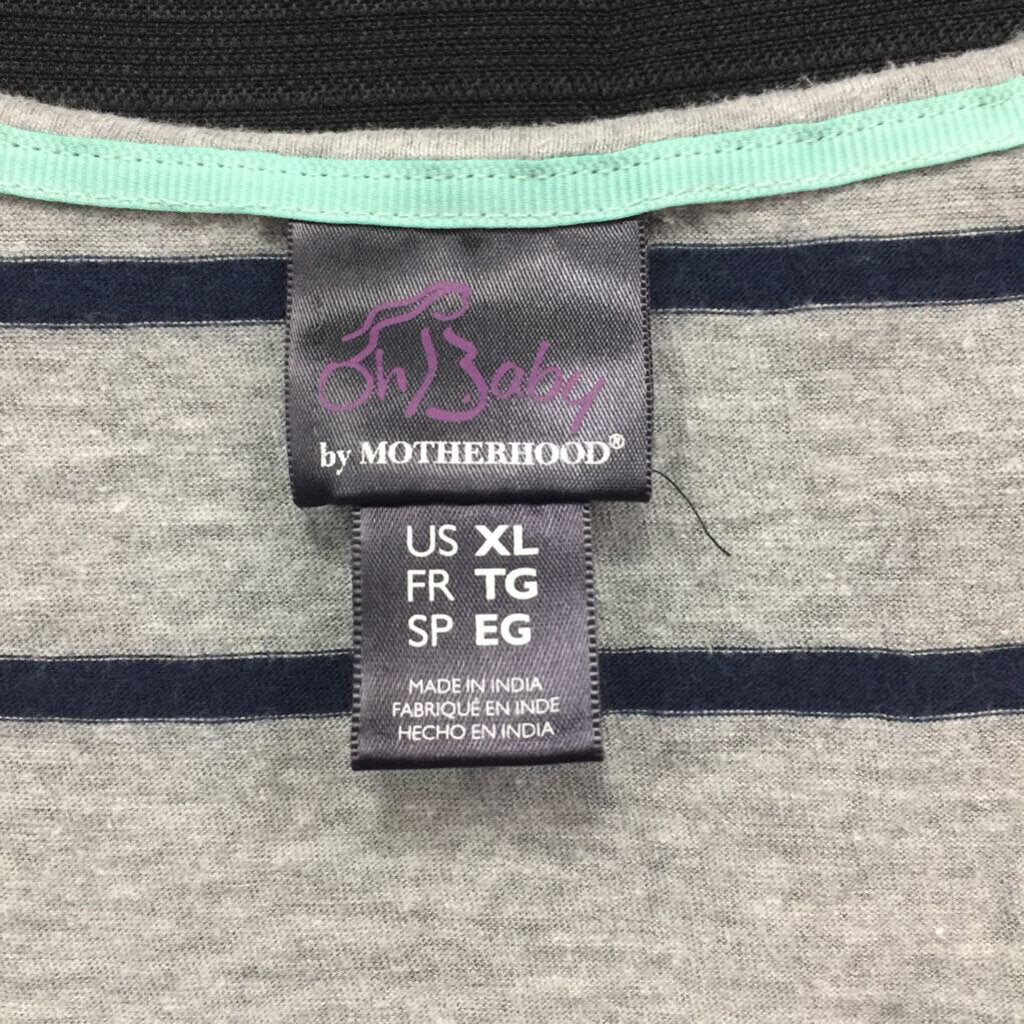 Oh Baby
by MOTHERHOOD®
US XL
FR TG
SP EG
MADE IN INDIA
FABRIQUÉ EN INDE
HECHO EN INDIA